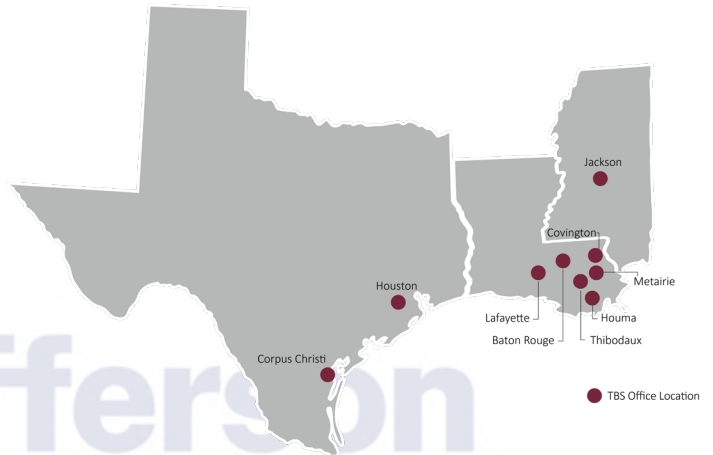 Jackson
Covington
Metairie
Houston
Lafayette
Houma
Baton Rouge
Thibodaux
Corpus Christi
TBS Office Location
fferson